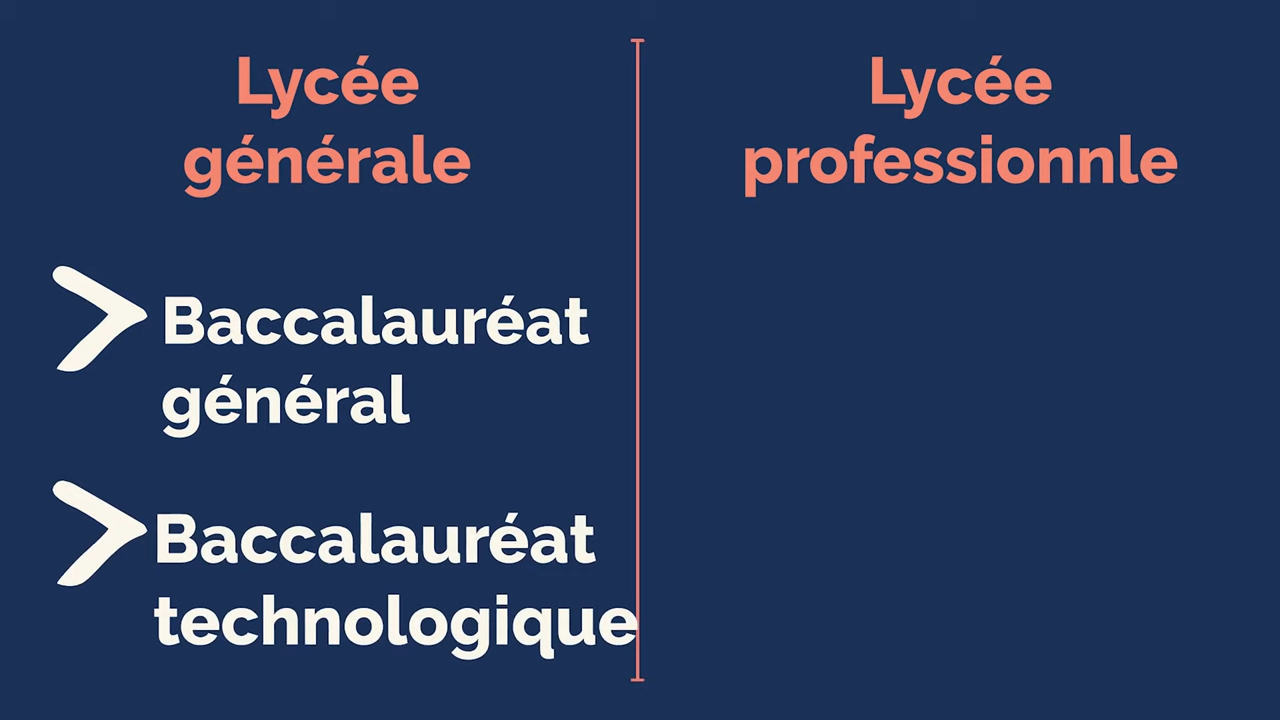 Lycée
générale
Baccalauréat
général
Baccalauréat
technologique
Lycée
professionnle